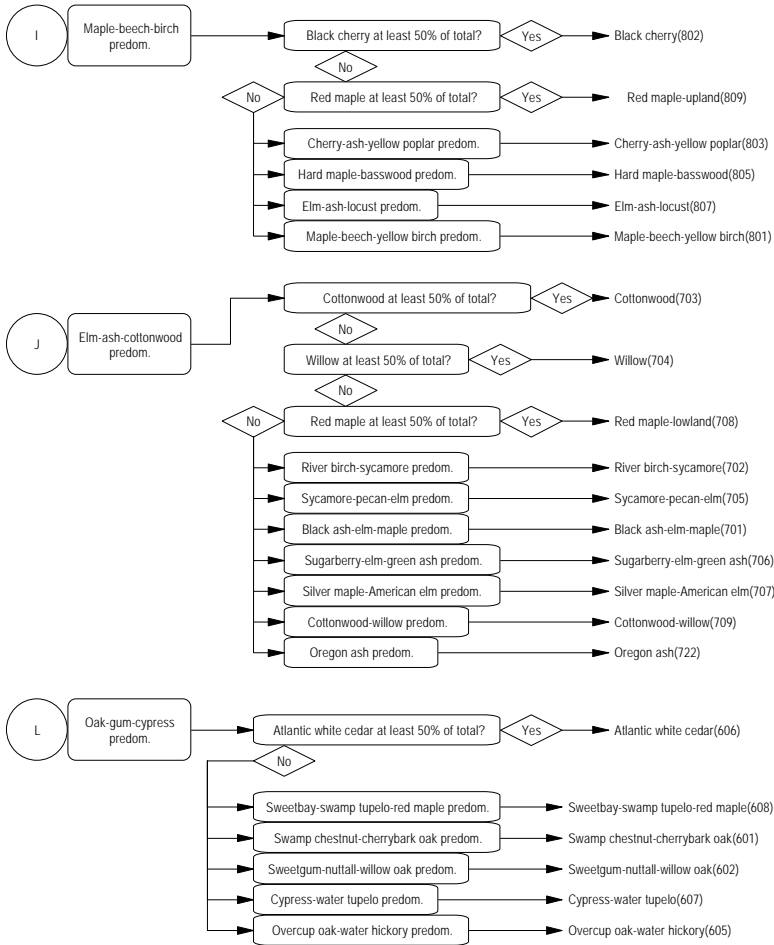 I
Maple-beech-birch
predom.
Black cherry at least 50% of total?
Yes
Black cherry(802)
No
No
Red maple at least 50% of total?
Yes
Red maple-upland(809)
Cherry-ash-yellow poplar predom.
Cherry-ash-yellow poplar(803)
Hard maple-basswood predom.
Hard maple-basswood(805)
Elm-ash-locust predom.
Elm-ash-locust(807)
Maple-beech-yellow birch predom.
Maple-beech-yellow birch(801)
J
Elm-ash-cottonwood
predom.
Cottonwood at least 50% of total?
Yes
Cottonwood(703)
No
Willow at least 50% of total?
Yes
Willow(704)
No
No
Red maple at least 50% of total?
Yes
Red maple-lowland(708)
River birch-sycamore predom.
River birch-sycamore(702)
Sycamore-pecan-elm predom.
Sycamore-pecan-elm(705)
Black ash-elm-maple predom.
Black ash-elm-maple(701)
Sugarberry-elm-green ash predom.
Sugarberry-elm-green ash(706)
Silver maple-American elm predom.
Silver maple-American elm(707)
Cottonwood-willow predom.
Cottonwood-willow(709)
Oregon ash predom.
Oregon ash(722)
L
Oak-gum-cypress
predom.
Atlantic white cedar at least 50% of total?
Yes
Atlantic white cedar(606)
No
Sweetbay-swamp tupelo-red maple predom.
Sweetbay-swamp tupelo-red maple(608)
Swamp chestnut-cherrybark oak predom.
Swamp chestnut-cherrybark oak(601)
Sweetgum-nuttall-willow oak predom.
Sweetgum-nuttall-willow oak(602)
Cypress-water tupelo predom.
Cypress-water tupelo(607)
Overcup oak-water hickory predom.
Overcup oak-water hickory(605)